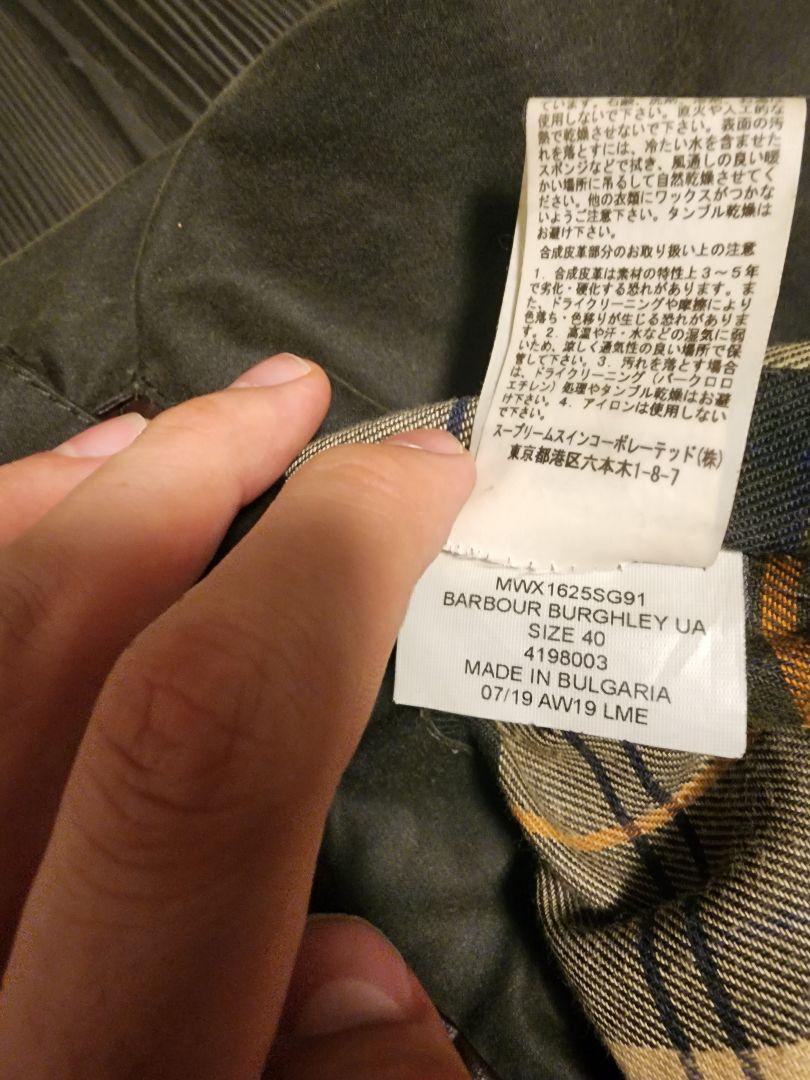 ています。石鹸、洗剤
使用しないで下さい。直火や人工的な
熱で乾燥させないで下さい。表面の汚
れを落とすには、冷たい水を含ませた
スポンジなどで拭き、風通しの良い暖
かい場所に吊るして自然乾燥させてく
ださい。他の衣類にワックスがつかな
いようご注意下さい。タンブル乾燥は
お避け下さい。
合成皮革部分のお取り扱い上の注意
1. 合成皮革は素材の特性上3～5年
で劣化・硬化する恐れがあります。ま
た、ドライクリーニングや摩擦により
色落ち・色移りが生じる恐れがありま
す。2. 高温や汗・水などの湿気に弱
いため、涼しく通気性の良い場所で保
管して下さい。3. 汚れを落とす場合
は、ドライクリーニング（パークロロ
エチレン）処理やタンブル乾燥はお避
け下さい。4. アイロンは使用しない
で下さい。
スープリームスインコーポレーテッド(株)
東京都港区六本木1-8-7
MWX1625SG91
BARBOUR BURGHLEY UA
SIZE 40
4198003
MADE IN BULGARIA
07/19 AW19 LME